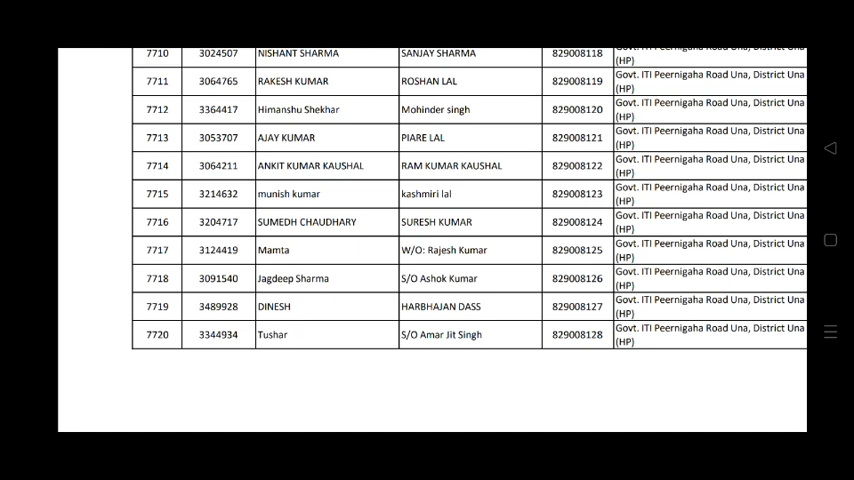 7710 3024507 NISHANT SHARMA SANJAY SHARMA 829008118 Govt. ITI Peernigaha Road Una, District Una
(HP)
7711 3064765 RAKESH KUMAR ROSHAN LAL 829008119 Govt. ITI Peernigaha Road Una, District Una
(HP)
7712 3364417 Himanshu Shekhar Mohinder singh 829008120 Govt. ITI Peernigaha Road Una, District Una
(HP)
7713 3053707 AJAY KUMAR PIARE LAL 829008121 Govt. ITI Peernigaha Road Una, District Una
(HP)
7714 3064211 ANKIT KUMAR KAUSHAL RAM KUMAR KAUSHAL 829008122 Govt. ITI Peernigaha Road Una, District Una
(HP)
7715 3214632 munish kumar kashmiri lal 829008123 Govt. ITI Peernigaha Road Una, District Una
(HP)
7716 3204717 SUMEDH CHAUDHARY SURESH KUMAR 829008124 Govt. ITI Peernigaha Road Una, District Una
(HP)
7717 3124419 Mamta W/O: Rajesh Kumar 829008125 Govt. ITI Peernigaha Road Una, District Una
(HP)
7718 3091540 Jagdeep Sharma S/O Ashok Kumar 829008126 Govt. ITI Peernigaha Road Una, District Una
(HP)
7719 3489928 DINESH HARBHAJAN DASS 829008127 Govt. ITI Peernigaha Road Una, District Una
(HP)
7720 3344934 Tushar S/O Amar Jit Singh 829008128 Govt. ITI Peernigaha Road Una, District Una
(HP)